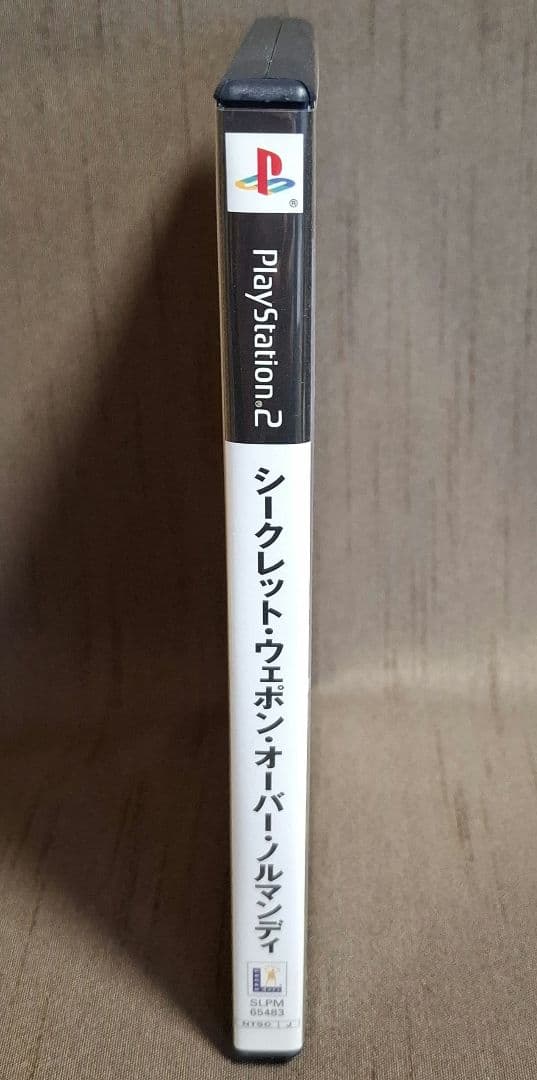 PlayStation®2
シークレット・ウェポン・オーバー・ノルマンディ
SLPM
65483
NTSC J